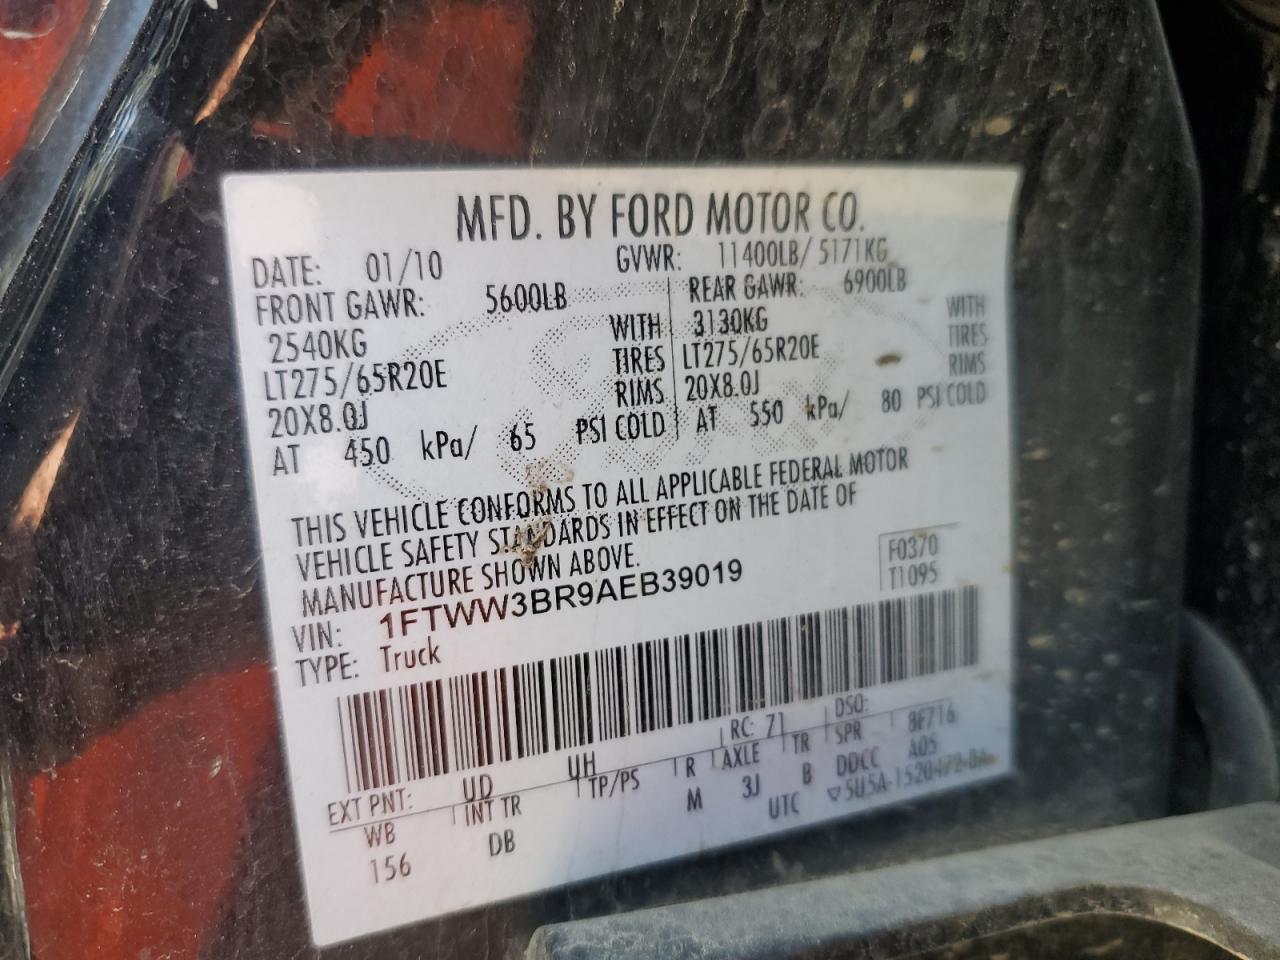 MFD. BY FORD MOTOR CO.
DATE: 01/10 GVWR: 11400LB/ 5171KG
FRONT GAWR: 5600LB REAR GAWR: 6900LB
2540KG WITH 3130KG WITH
LT275/65R20E TIRES LT275/65R20E TIRES
20X8.0J RIMS 20X8.0J RIMS
AT 450 kPa/ 65 PSI COLD AT 550 kPa/ 80 PSI COLD
THIS VEHICLE CONFORMS TO ALL APPLICABLE FEDERAL MOTOR
VEHICLE SAFETY STANDARDS IN EFFECT ON THE DATE OF
MANUFACTURE SHOWN ABOVE.
VIN: 1FTWW3BR9AEB39019 F0370
TYPE: Truck T1095
EXT PNT: UD UH RC: 71 DSO:
WB INT TR TP/PS R AXLE TR SPR 8F716
156 DB M 3J B DDCC A05
UTC ▽5U5A-1520472-BA